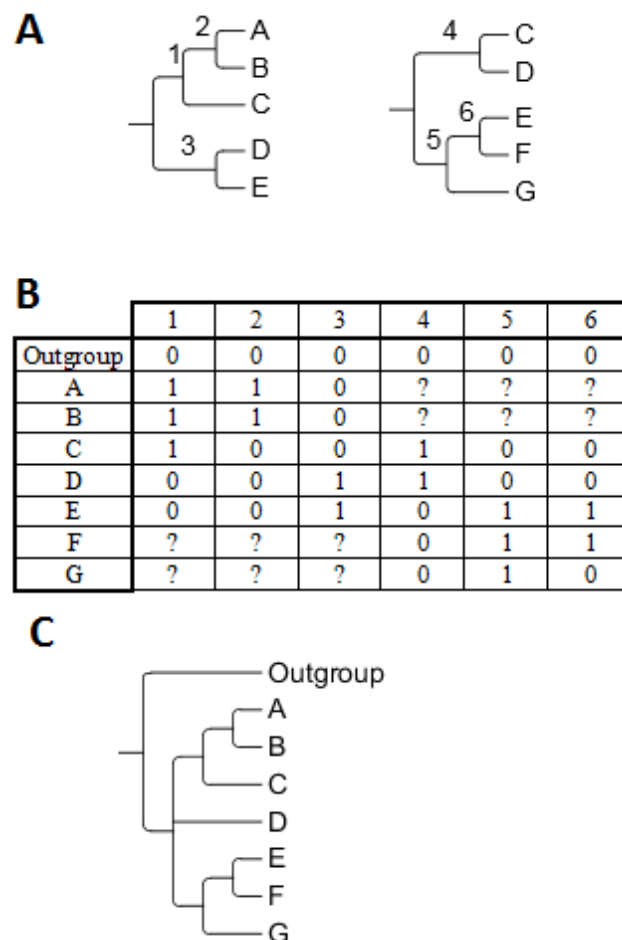 A
2 A
1 B
C
3 D
E
4 C
D
6 E
5 F
G
B
1 2 3 4 5 6
Outgroup 0 0 0 0 0 0
A 1 1 0 ? ? ?
B 1 1 0 ? ? ?
C 1 0 0 1 0 0
D 0 0 1 1 0 0
E 0 0 1 0 1 1
F ? ? ? 0 1 1
G ? ? ? 0 1 0
C
Outgroup
A
B
C
D
E
F
G